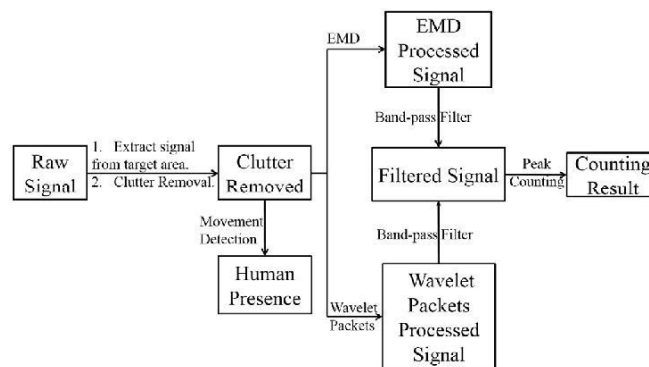 EMD
EMD
Processed
Signal
Band-pass Filter
1. Extract signal
from target area.
2. Clutter Removal.
Raw
Signal
Clutter
Removed
Filtered Signal
Peak
Counting
Counting
Result
Movement
Detection
Band-pass Filter
Human
Presence
Wavelet
Packets
Wavelet
Packets
Processed
Signal